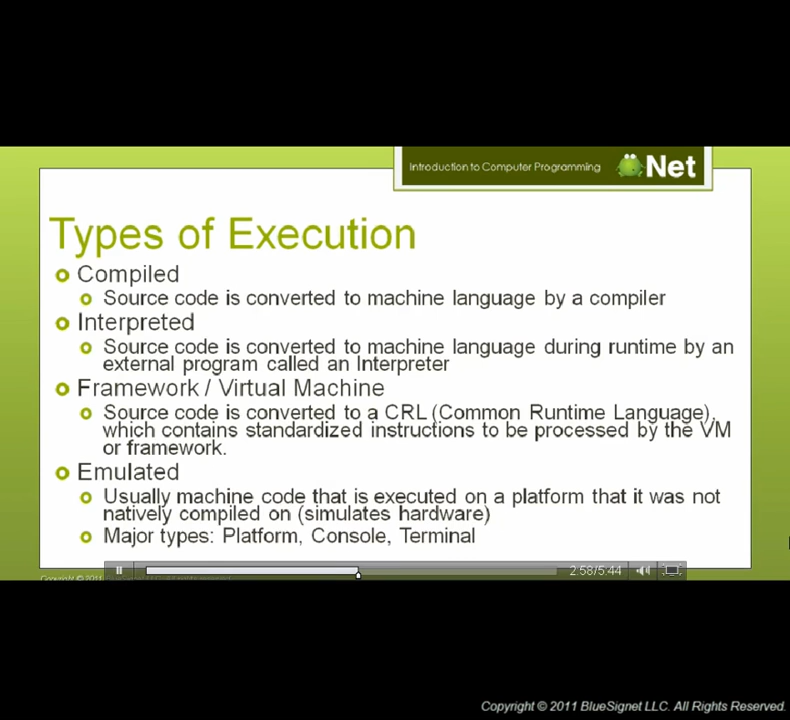 Introduction to Computer Programming
Net
Types of Execution
Compiled
Source code is converted to machine language by a compiler
Interpreted
Source code is converted to machine language during runtime by an
external program called an Interpreter
Framework / Virtual Machine
Source code is converted to a CRL (Common Runtime Language),
which contains standardized instructions to be processed by the VM
or framework.
Emulated
Usually machine code that is executed on a platform that it was not
natively compiled on (simulates hardware)
Major types: Platform, Console, Terminal
2:58/5:44
Copyright © 2011
Copyright © 2011 BlueSignet LLC. All Rights Reserved.